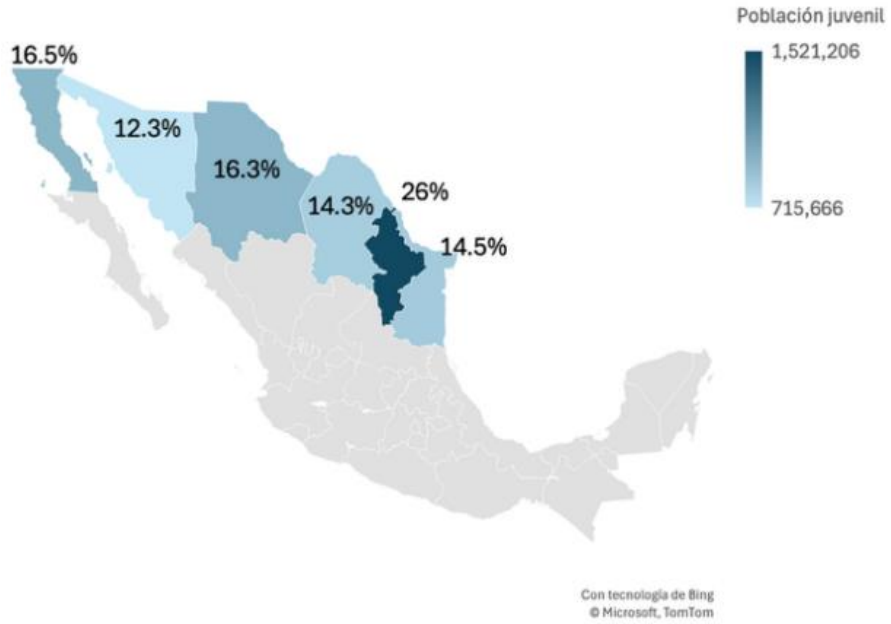 Población juvenil
1,521,206
715,666
16.5%
12.3%
16.3%
14.3%
26%
14.5%
Con tecnología de Bing
© Microsoft, TomTom